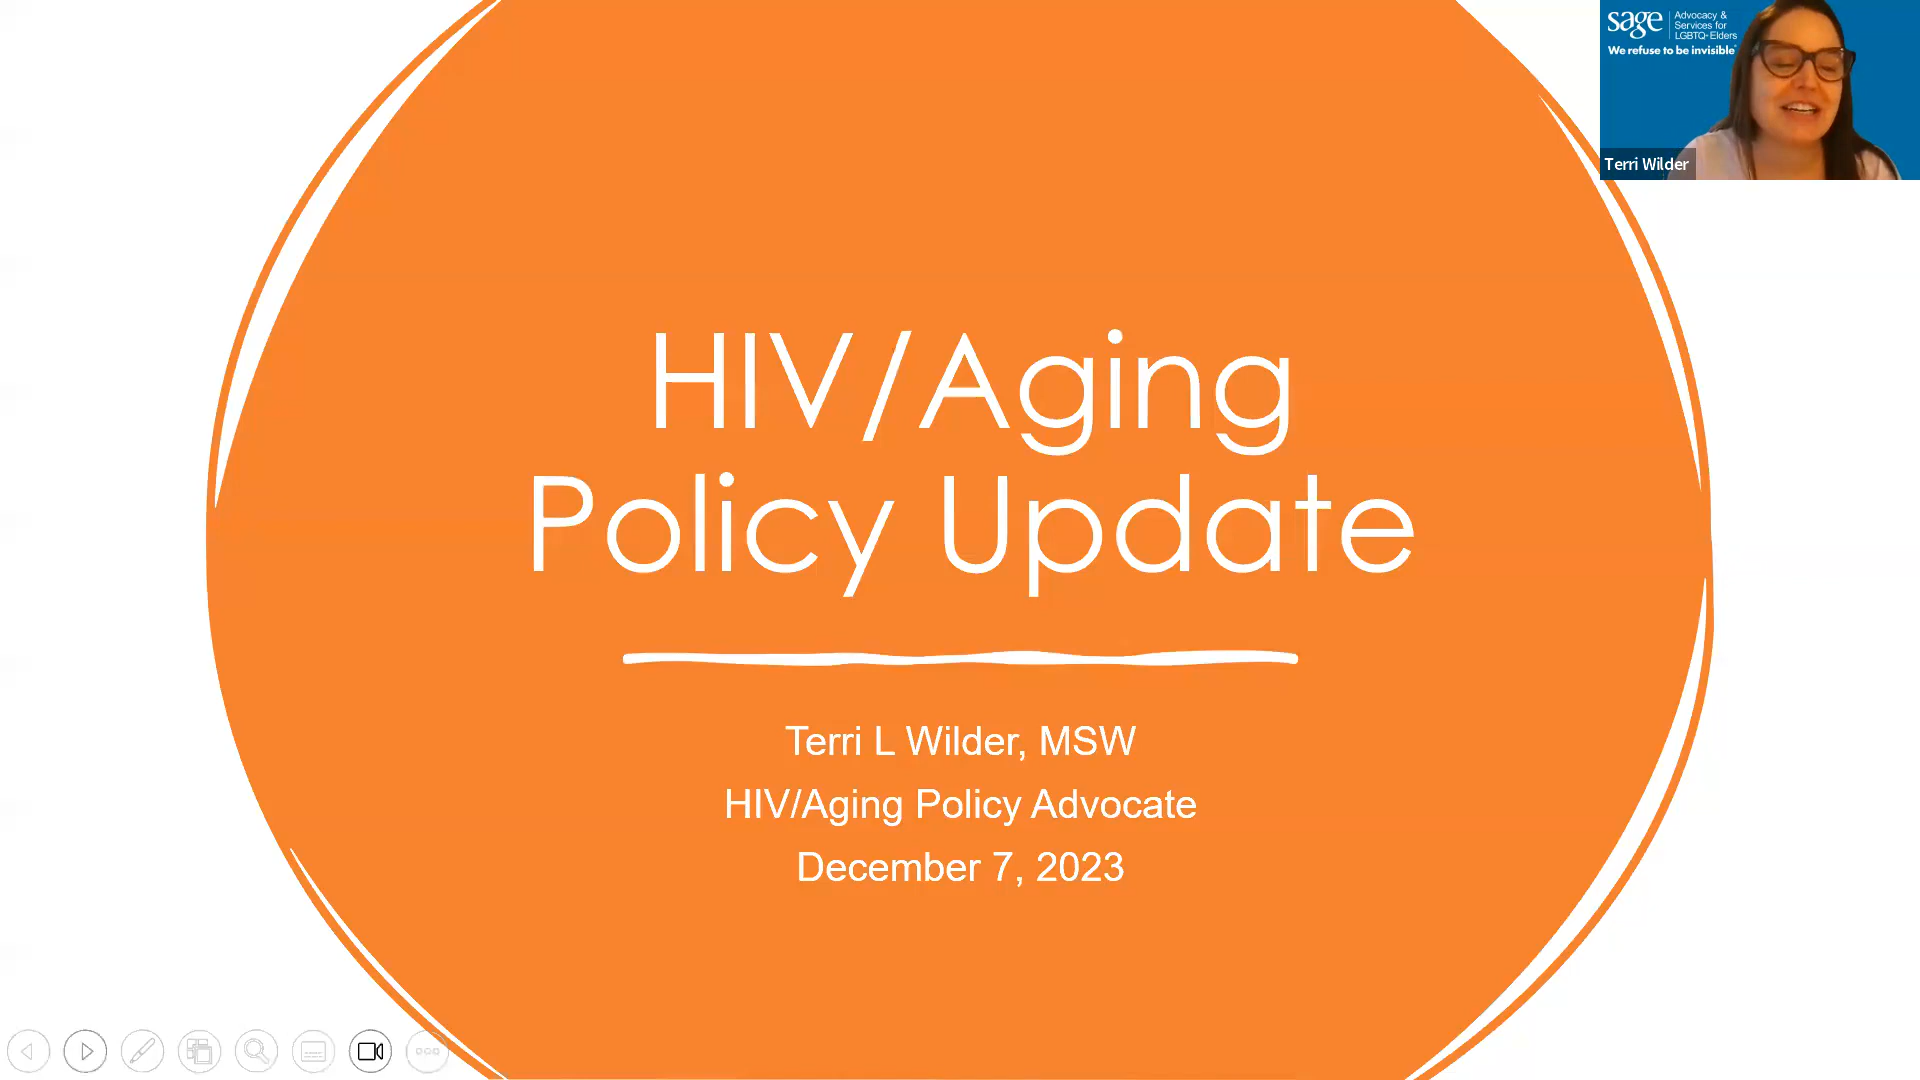 HIV/Aging
Policy Update
Terri L Wilder, MSW
HIV/Aging Policy Advocate
December 7, 2023
sage
Advocacy &
Services for
LGBTQ+ Elders
We refuse to be invisible
Terri Wilder